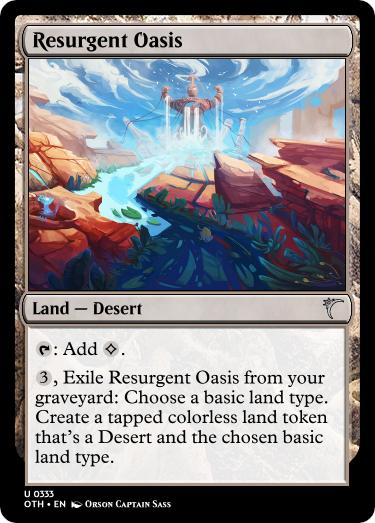 Resurgent Oasis
Land — Desert
: Add .
3, Exile Resurgent Oasis from your
graveyard: Choose a basic land type.
Create a tapped colorless land token
that's a Desert and the chosen basic
land type.
U 0333
OTH • EN Orson Captain Sass